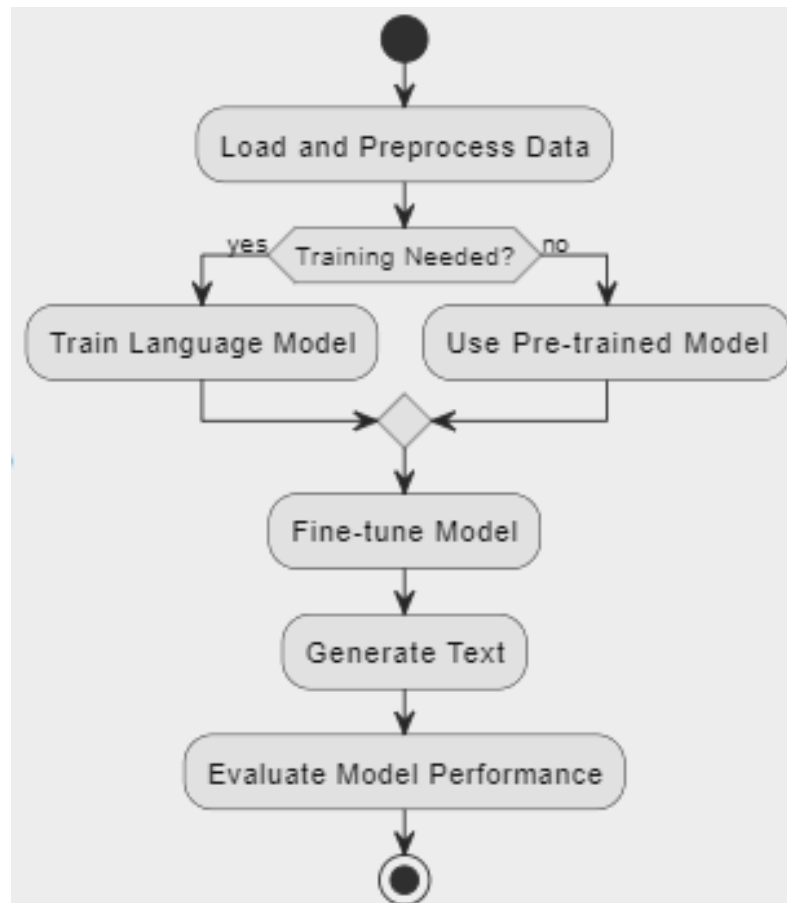 Load and Preprocess Data
yes
Training Needed?
no
Train Language Model
Use Pre-trained Model
Fine-tune Model
Generate Text
Evaluate Model Performance